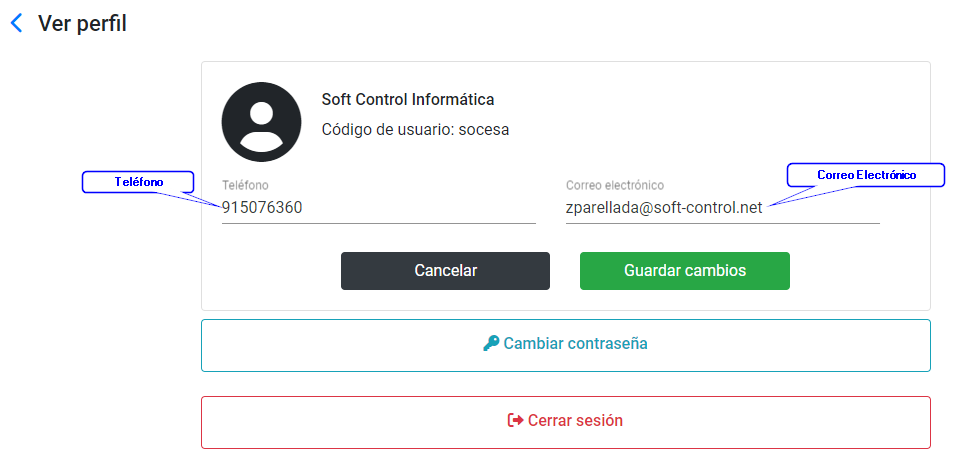 Ver perfil
Soft Control Informática
Código de usuario: socesa
Teléfono
Correo Electrónico
Teléfono
Correo electrónico
915076360
zparellada@soft-control.net
Cancelar
Guardar cambios
Cambiar contraseña
Cerrar sesión